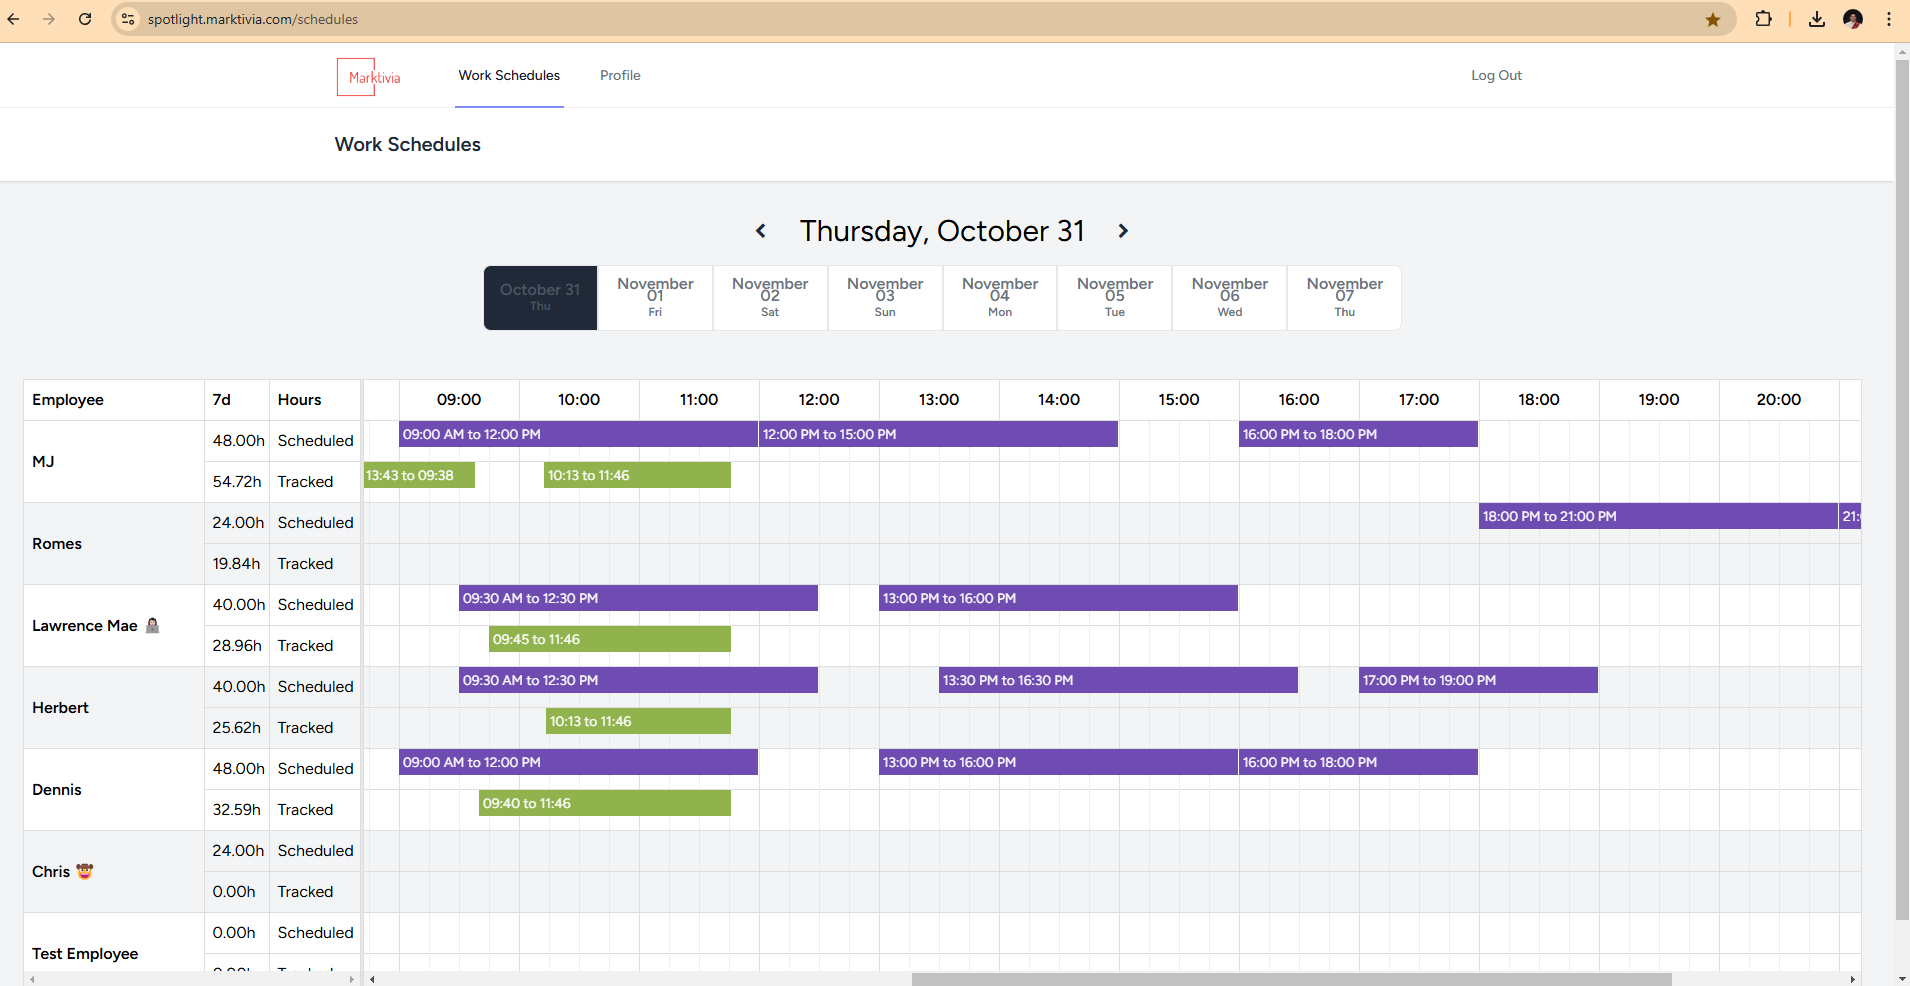 spotlight.marktivia.com/schedules
Marktivia Work Schedules Profile Log Out
Work Schedules
Thursday, October 31
October 31 Thu
November 01 Fri
November 02 Sat
November 03 Sun
November 04 Mon
November 05 Tue
November 06 Wed
November 07 Thu
Employee 7d Hours 09:00 10:00 11:00 12:00 13:00 14:00 15:00 16:00 17:00 18:00 19:00 20:00
MJ
48.00h Scheduled 09:00 AM to 12:00 PM 12:00 PM to 15:00 PM 16:00 PM to 18:00 PM
54.72h Tracked 13:43 to 09:38 10:13 to 11:46
Romes
24.00h Scheduled 18:00 PM to 21:00 PM 21:
19.84h Tracked
Lawrence Mae
40.00h Scheduled 09:30 AM to 12:30 PM 13:00 PM to 16:00 PM
28.96h Tracked 09:45 to 11:46
Herbert
40.00h Scheduled 09:30 AM to 12:30 PM 13:30 PM to 16:30 PM 17:00 PM to 19:00 PM
25.62h Tracked 10:13 to 11:46
Dennis
48.00h Scheduled 09:00 AM to 12:00 PM 13:00 PM to 16:00 PM 16:00 PM to 18:00 PM
32.59h Tracked 09:40 to 11:46
Chris
24.00h Scheduled
0.00h Tracked
Test Employee
0.00h Scheduled